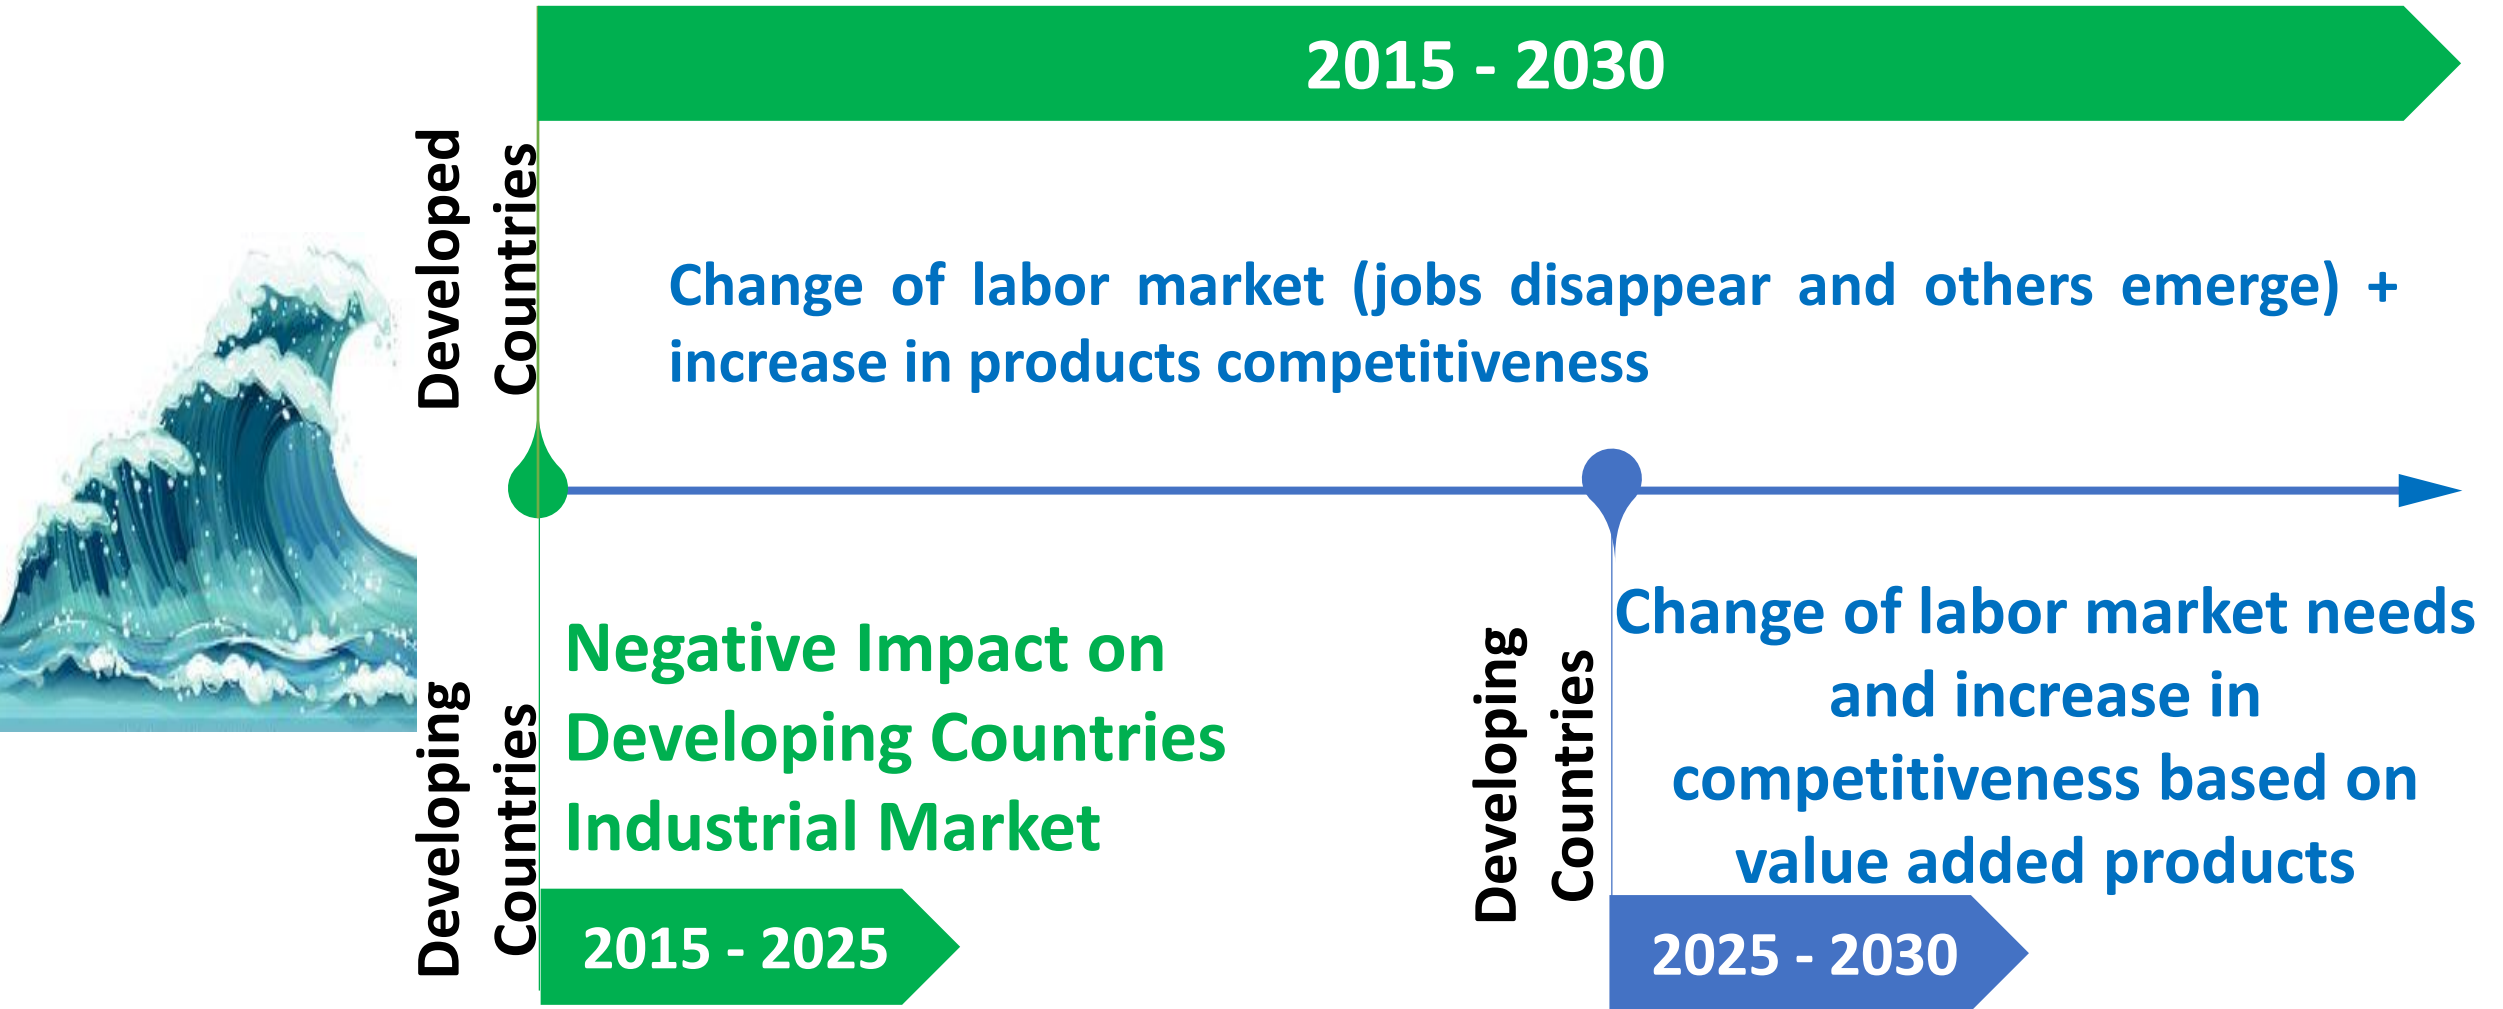 2015 - 2030
Developed
Countries
Change of labor market (jobs disappear and others emerge) +
increase in products competitiveness
Developing
Countries
Negative Impact on
Developing Countries
Industrial Market
2015 - 2025
Developing
Countries
Change of labor market needs
and increase in
competitiveness based on
value added products
2025 - 2030